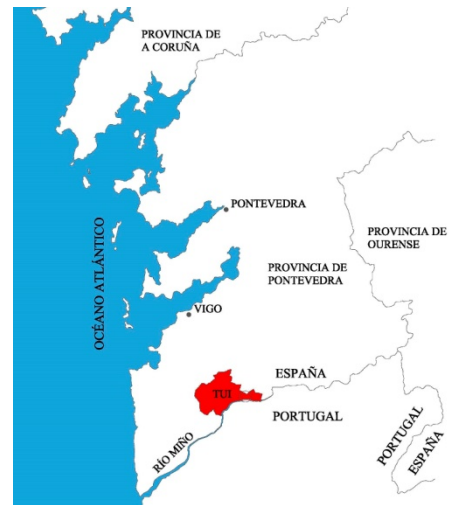 PROVINCIA DE
A CORUÑA
PONTEVEDRA
PROVINCIA DE
OURENSE
OCÉANO ATLÁNTICO
PROVINCIA DE
PONTEVEDRA
VIGO
ESPAÑA
TUI
PORTUGAL
RÍO MIÑO
PORTUGAL
ESPAÑA